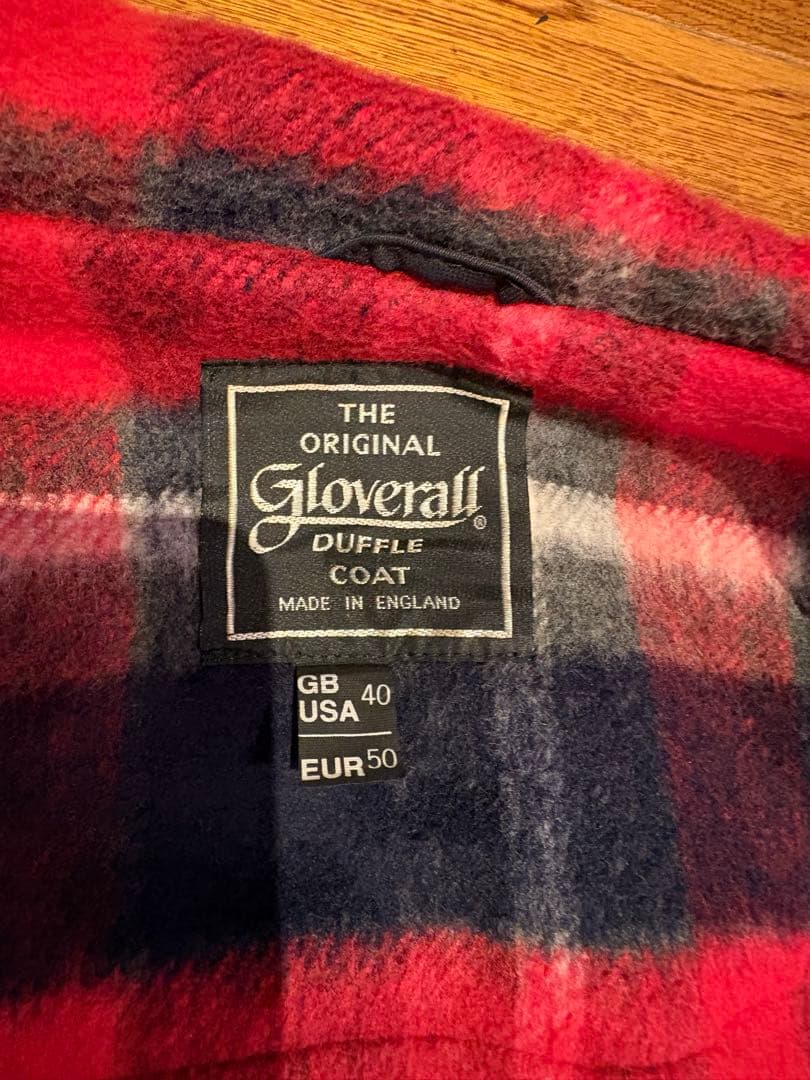 THE
ORIGINAL
Gloverall®
DUFFLE
COAT
MADE IN ENGLAND
GB
USA 40
EUR 50